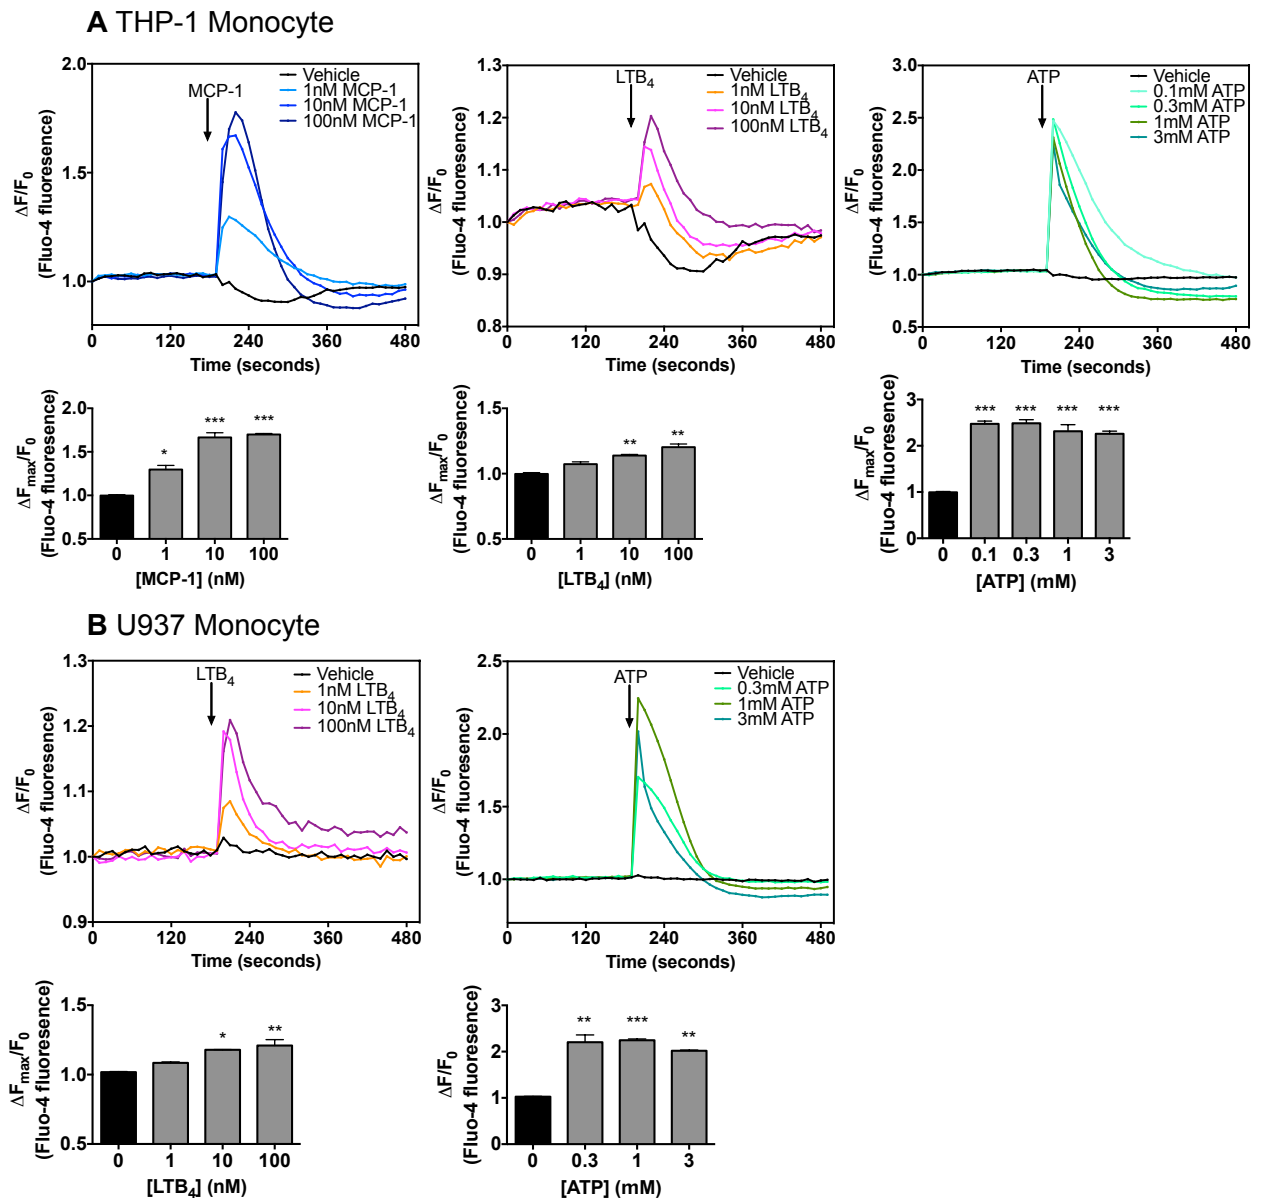 A THP-1 Monocyte
2.0
1.5
1.0
ΔF/F0
(Fluo-4 fluoresence)
MCP-1
Vehicle
1nM MCP-1
10nM MCP-1
100nM MCP-1
0 120 240 360 480
Time (seconds)
1.3
1.2
1.1
1.0
0.9
0.8
ΔF/F0
(Fluo-4 fluoresence)
LTB4
Vehicle
1nM LTB4
10nM LTB4
100nM LTB4
0 120 240 360 480
Time (seconds)
3.0
2.5
2.0
1.5
1.0
0.5
ΔF/F0
(Fluo-4 fluoresence)
ATP
Vehicle
0.1mM ATP
0.3mM ATP
1mM ATP
3mM ATP
0 120 240 360 480
Time (seconds)
2.0
1.5
1.0
0.5
ΔFmax/F0
(Fluo-4 fluoresence)
* *** ***
0 1 10 100
[MCP-1] (nM)
1.5
1.0
0.5
ΔFmax/F0
(Fluo-4 fluoresence)
** **
0 1 10 100
[LTB4] (nM)
3
2
1
0
ΔFmax/F0
(Fluo-4 fluoresence)
*** *** *** ***
0 0.1 0.3 1 3
[ATP] (mM)
B U937 Monocyte
1.3
1.2
1.1
1.0
0.9
ΔF/F0
(Fluo-4 fluoresence)
LTB4
Vehicle
1nM LTB4
10nM LTB4
100nM LTB4
0 120 240 360 480
Time (seconds)
2.5
2.0
1.5
1.0
ΔF/F0
(Fluo-4 fluoresence)
ATP
Vehicle
0.3mM ATP
1mM ATP
3mM ATP
0 120 240 360 480
Time (seconds)
1.5
1.0
0.5
ΔFmax/F0
(Fluo-4 fluoresence)
* **
0 1 10 100
[LTB4] (nM)
3
2
1
0
ΔF/F0
(Fluo-4 fluoresence)
** *** **
0 0.3 1 3
[ATP] (mM)